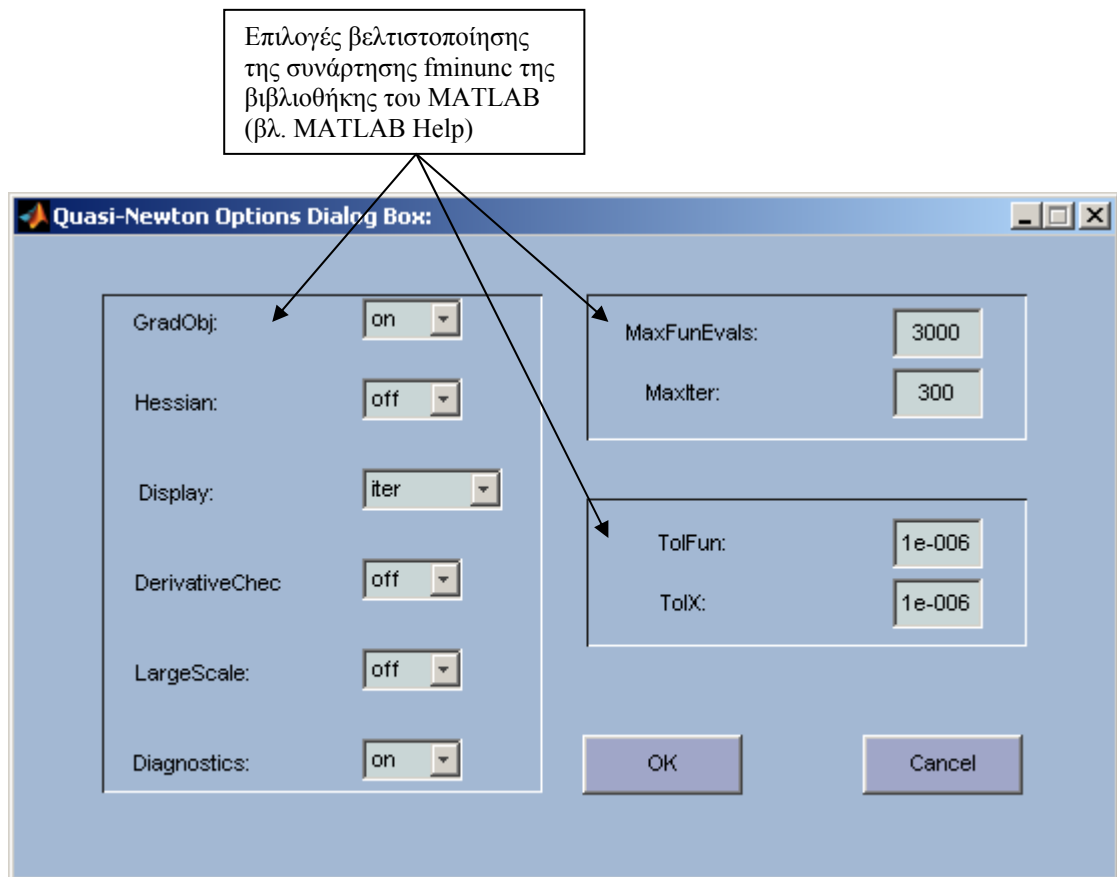 Επιλογές βελτιστοποίησης
της συνάρτησης fminunc της
βιβλιοθήκης του MATLAB
(βλ. MATLAB Help)
Quasi-Newton Options Dialog Box:
GradObj: on
Hessian: off
Display: iter
DerivativeChec off
LargeScale: off
Diagnostics: on
MaxFunEvals: 3000
MaxIter: 300
TolFun: 1e-006
TolX: 1e-006
OK
Cancel